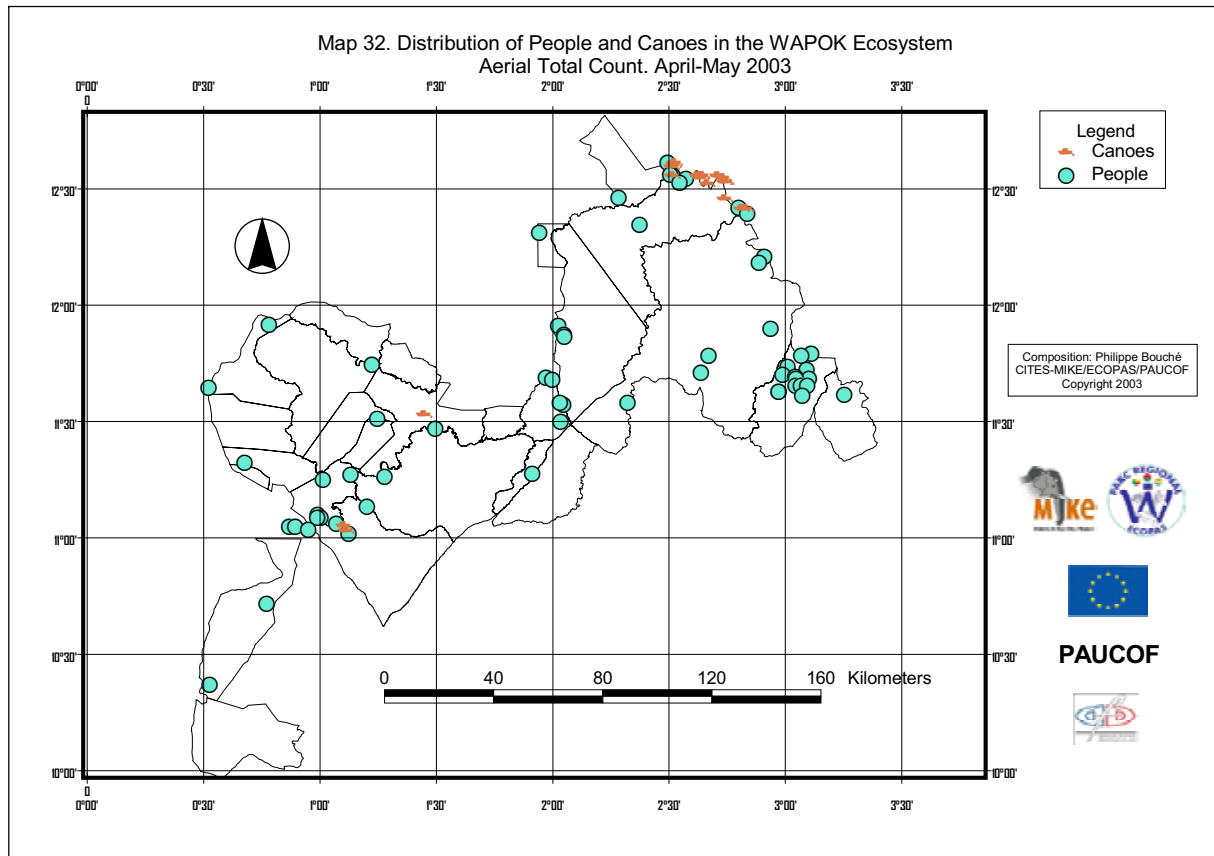 Map 32. Distribution of People and Canoes in the WAPOK Ecosystem
Aerial Total Count. April-May 2003
0°00' 0°30' 1°00' 1°30' 2°00' 2°30' 3°00' 3°30'
0
Legend
Canoes
People
12°30' 12°30'
12°00' 12°00'
Composition: Philippe Bouché
CITES-MIKE/ECOPAS/PAUCOF
Copyright 2003
11°30' 11°30'
11°00' 11°00'
MIKE
PARC REGIONAL
W
ECOPAS
PAUCOF
10°30' 10°30'
0 40 80 120 160 Kilometers
10°00' 10°00'
0°00' 0°30' 1°00' 1°30' 2°00' 2°30' 3°00' 3°30'